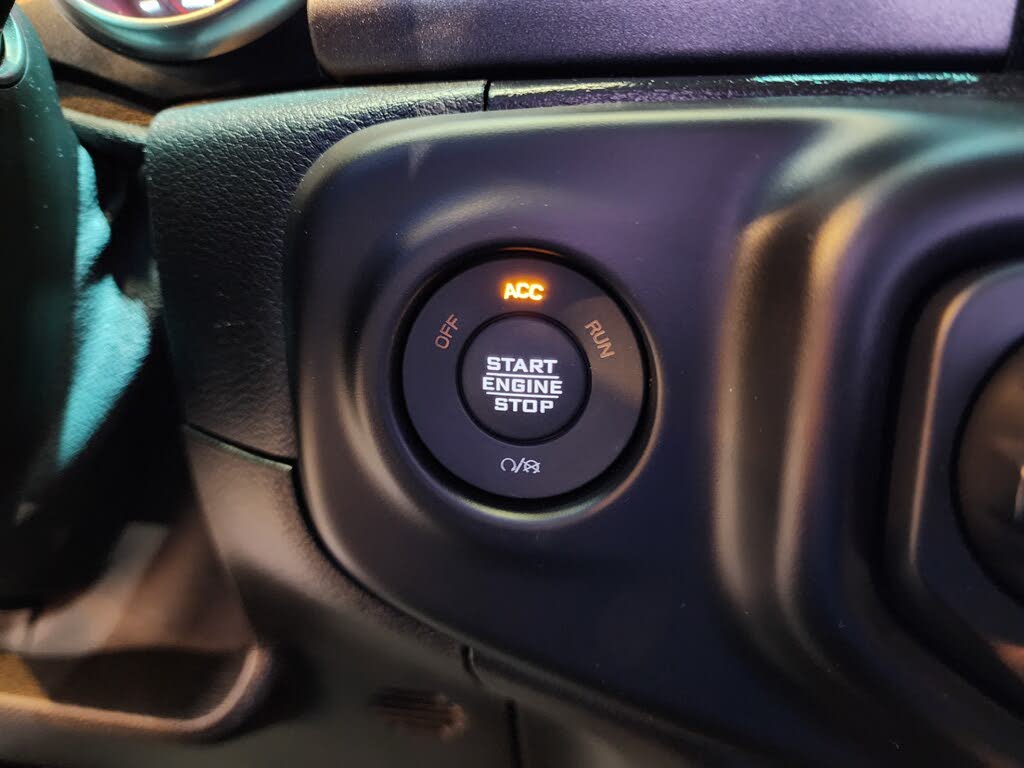 ACC
OFF
RUN
START
ENGINE
STOP